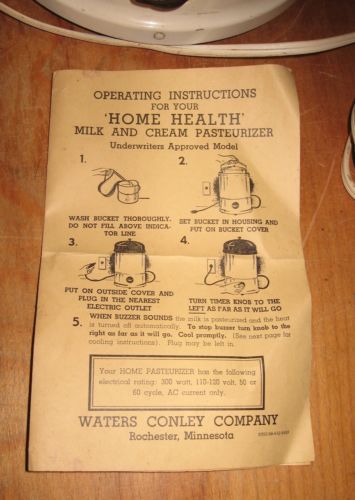 OPERATING INSTRUCTIONS
FOR YOUR
'HOME HEALTH'
MILK AND CREAM PASTEURIZER
Underwriters Approved Model
1.
WASH BUCKET THOROUGHLY.
DO NOT FILL ABOVE INDICA-
TOR LINE
2.
SET BUCKET IN HOUSING AND
PUT ON BUCKET COVER
3.
PUT ON OUTSIDE COVER AND
PLUG IN THE NEAREST
ELECTRIC OUTLET
4.
TURN TIMER KNOB TO THE
LEFT AS FAR AS IT WILL GO
5. WHEN BUZZER SOUNDS the milk is pasteurized and the heat
is turned off automatically. To stop buzzer turn knob to the
right as far as it will go. Cool promptly. (See next page for
cooling instructions). Plug may be left in.
Your HOME PASTEURIZER has the following
electrical rating: 300 watt, 110-120 volt, 50 or
60 cycle, AC current only.
WATERS CONLEY COMPANY
Rochester, Minnesota